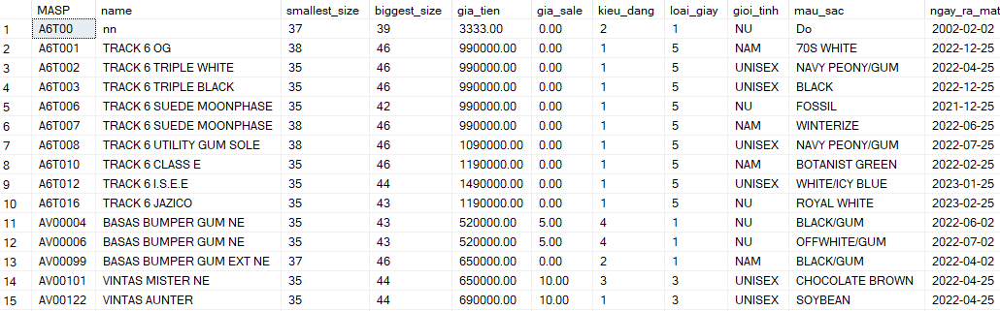 MASP name smallest_size biggest_size gia_tien gia_sale kieu_dang loai_giay gioi_tinh mau_sac ngay_ra_mat
1 A6T00 nn 37 39 3333.00 0.00 2 1 NU Do 2002-02-02
2 A6T001 TRACK 6 OG 38 46 990000.00 0.00 1 5 NAM 70S WHITE 2022-12-25
3 A6T002 TRACK 6 TRIPLE WHITE 35 46 990000.00 0.00 1 5 UNISEX NAVY PEONY/GUM 2022-04-25
4 A6T003 TRACK 6 TRIPLE BLACK 35 46 990000.00 0.00 1 5 UNISEX BLACK 2022-12-25
5 A6T006 TRACK 6 SUEDE MOONPHASE 35 42 990000.00 0.00 1 5 NU FOSSIL 2021-12-25
6 A6T007 TRACK 6 SUEDE MOONPHASE 38 46 990000.00 0.00 1 5 NAM WINTERIZE 2022-06-25
7 A6T008 TRACK 6 UTILITY GUM SOLE 38 46 1090000.00 0.00 1 5 UNISEX NAVY PEONY/GUM 2022-07-25
8 A6T010 TRACK 6 CLASS E 35 46 1190000.00 0.00 1 5 NAM BOTANIST GREEN 2022-02-25
9 A6T012 TRACK 6 I.S.E.E 35 44 1490000.00 0.00 1 5 UNISEX WHITE/ICY BLUE 2023-01-25
10 A6T016 TRACK 6 JAZICO 35 43 1190000.00 0.00 1 5 NU ROYAL WHITE 2023-02-25
11 AV00004 BASAS BUMPER GUM NE 35 43 520000.00 5.00 4 1 NU BLACK/GUM 2022-06-02
12 AV00006 BASAS BUMPER GUM NE 35 43 520000.00 5.00 4 1 NU OFFWHITE/GUM 2022-07-02
13 AV00099 BASAS BUMPER GUM EXT NE 37 46 650000.00 0.00 2 1 NAM BLACK/GUM 2022-04-02
14 AV00101 VINTAS MISTER NE 35 44 650000.00 10.00 3 3 UNISEX CHOCOLATE BROWN 2022-04-25
15 AV00122 VINTAS AUNTER 35 44 690000.00 10.00 1 3 UNISEX SOYBEAN 2022-04-25